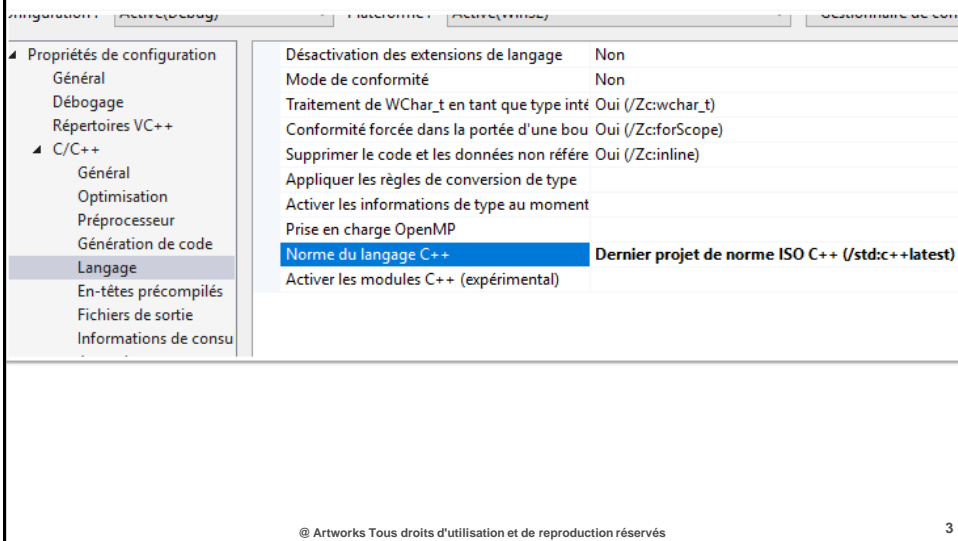 Propriétés de configuration
Général
Débogage
Répertoires VC++
C/C++
Général
Optimisation
Préprocesseur
Génération de code
Langage
En-têtes précompilés
Fichiers de sortie
Informations de consu
Désactivation des extensions de langage Non
Mode de conformité Non
Traitement de WChar_t en tant que type inté Oui (/Zc:wchar_t)
Conformité forcée dans la portée d'une bou Oui (/Zc:forScope)
Supprimer le code et les données non référe Oui (/Zc:inline)
Appliquer les règles de conversion de type
Activer les informations de type au moment
Prise en charge OpenMP
Norme du langage C++ Dernier projet de norme ISO C++ (/std:c++latest)
Activer les modules C++ (expérimental)
@ Artworks Tous droits d'utilisation et de reproduction réservés
3